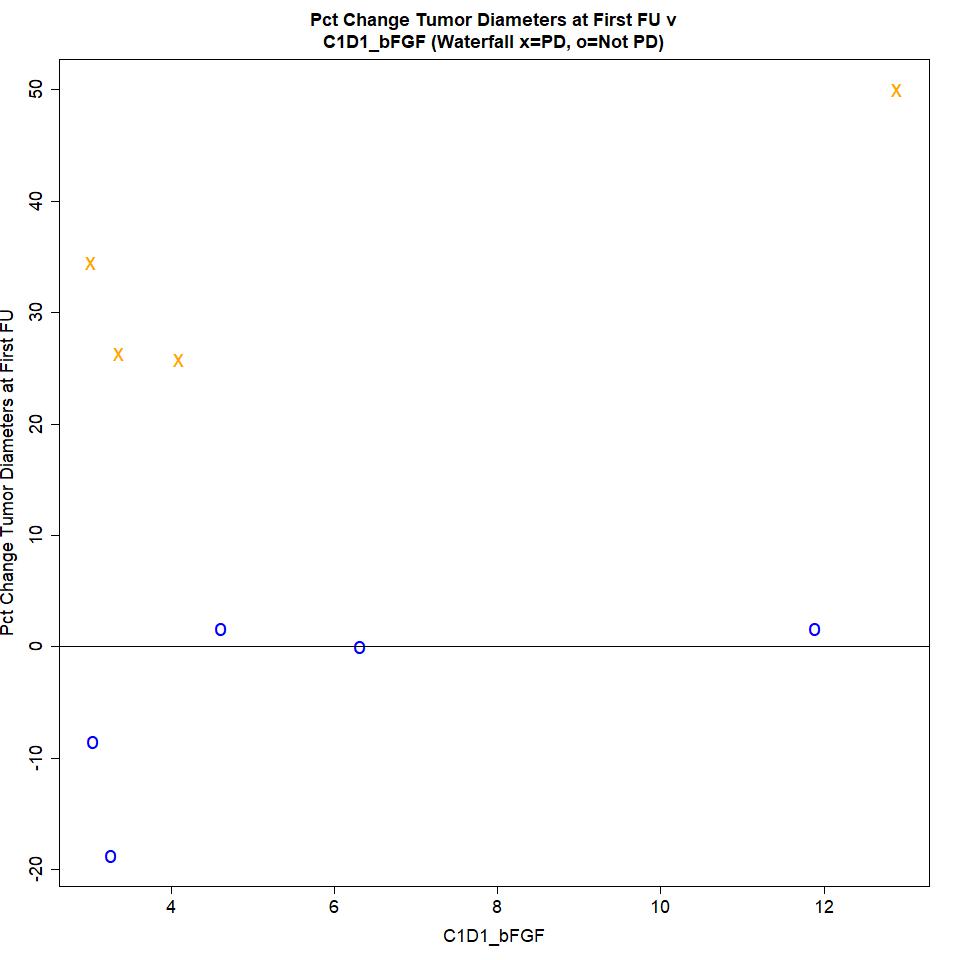 Pct Change Tumor Diameters at First FU v
C1D1_bFGF (Waterfall x=PD, o=Not PD)
Pct Change Tumor Diameters at First FU
50
40
30
20
10
0
-10
-20
X
X
X
X
O
O
O
O
O
4
6
8
10
12
C1D1_bFGF